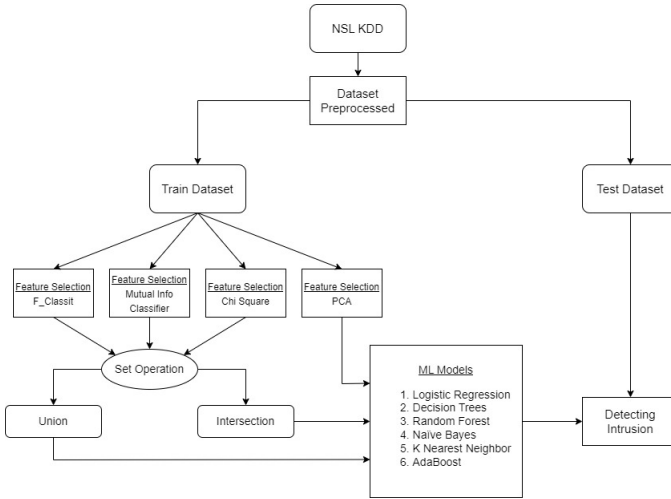 NSL KDD
Dataset
Preprocessed
Train Dataset
Test Dataset
Feature Selection
F_Classit
Feature Selection
Mutual Info
Classifier
Feature Selection
Chi Square
Feature Selection
PCA
Set Operation
Union
Intersection
ML Models
1. Logistic Regression
2. Decision Trees
3. Random Forest
4. Naïve Bayes
5. K Nearest Neighbor
6. AdaBoost
Detecting
Intrusion